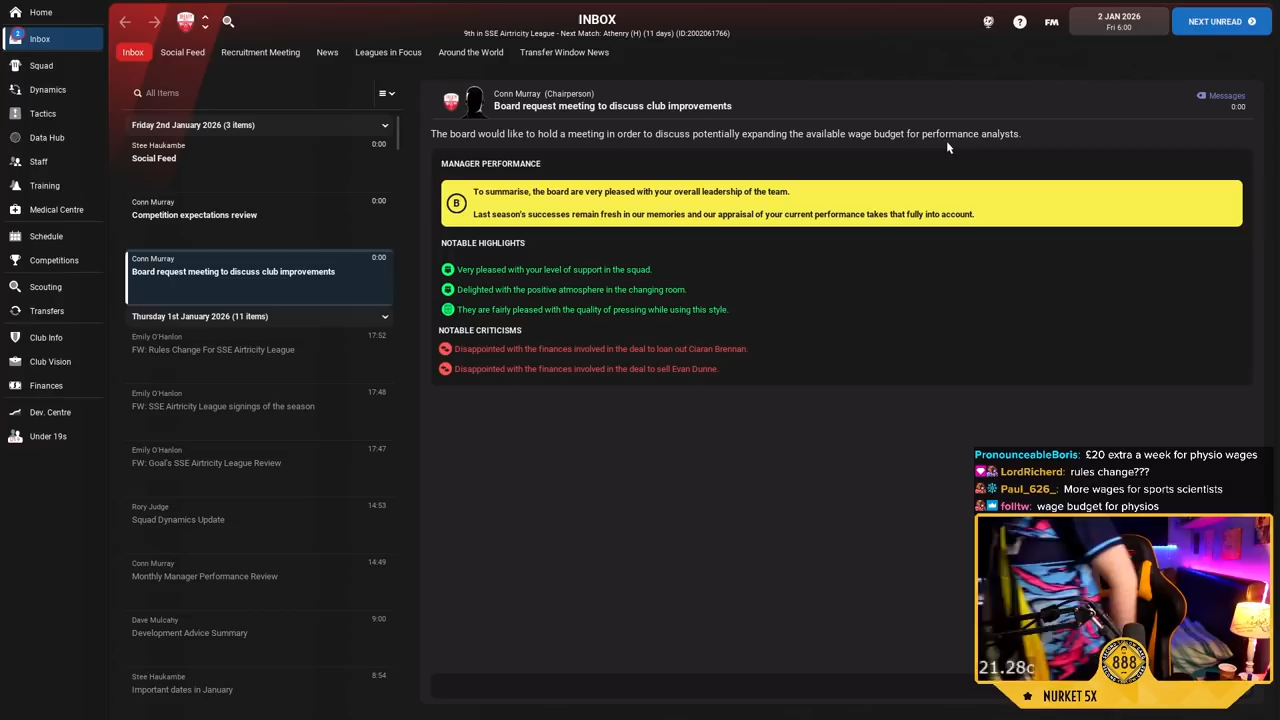 Home
2
Inbox
Squad
Dynamics
Tactics
Data Hub
Staff
Training
Medical Centre
Schedule
Competitions
Scouting
Transfers
Club Info
Club Vision
Finances
Dev. Centre
Under 19s
INBOX
9th in SSE Airtricity League - Next Match: Athenry (H) (11 days) (ID:2002061766)
?
FM
2 JAN 2026
Fri 6:00
NEXT UNREAD
Inbox
Social Feed
Recruitment Meeting
News
Leagues in Focus
Around the World
Transfer Window News
All Items
Friday 2nd January 2026 (3 items)
Stee Haukambe
0:00
Social Feed
Conn Murray
0:00
Competition expectations review
Conn Murray
0:00
Board request meeting to discuss club improvements
Thursday 1st January 2026 (11 items)
Emily O'Hanlon
17:52
FW: Rules Change For SSE Airtricity League
Emily O'Hanlon
17:48
FW: SSE Airtricity League signings of the season
Emily O'Hanlon
17:47
FW: Goal's SSE Airtricity League Review
Rory Judge
14:53
Squad Dynamics Update
Conn Murray
14:49
Monthly Manager Performance Review
Dave Mulcahy
9:00
Development Advice Summary
Stee Haukambe
8:54
Important dates in January
Conn Murray (Chairperson)
Board request meeting to discuss club improvements
Messages
0:00
The board would like to hold a meeting in order to discuss potentially expanding the available wage budget for performance analysts.
MANAGER PERFORMANCE
B
To summarise, the board are very pleased with your overall leadership of the team.
Last season's successes remain fresh in our memories and our appraisal of your current performance takes that fully into account.
NOTABLE HIGHLIGHTS
Very pleased with your level of support in the squad.
Delighted with the positive atmosphere in the changing room.
They are fairly pleased with the quality of pressing while using this style.
NOTABLE CRITICISMS
Disappointed with the finances involved in the deal to loan out Ciaran Brennan.
Disappointed with the finances involved in the deal to sell Evan Dunne.
PronounceableBoris: £20 extra a week for physio wages
LordRicherd: rules change???
Paul_626_: More wages for sports scientists
folltw: wage budget for physios
21.28c
888
NURKET 5X